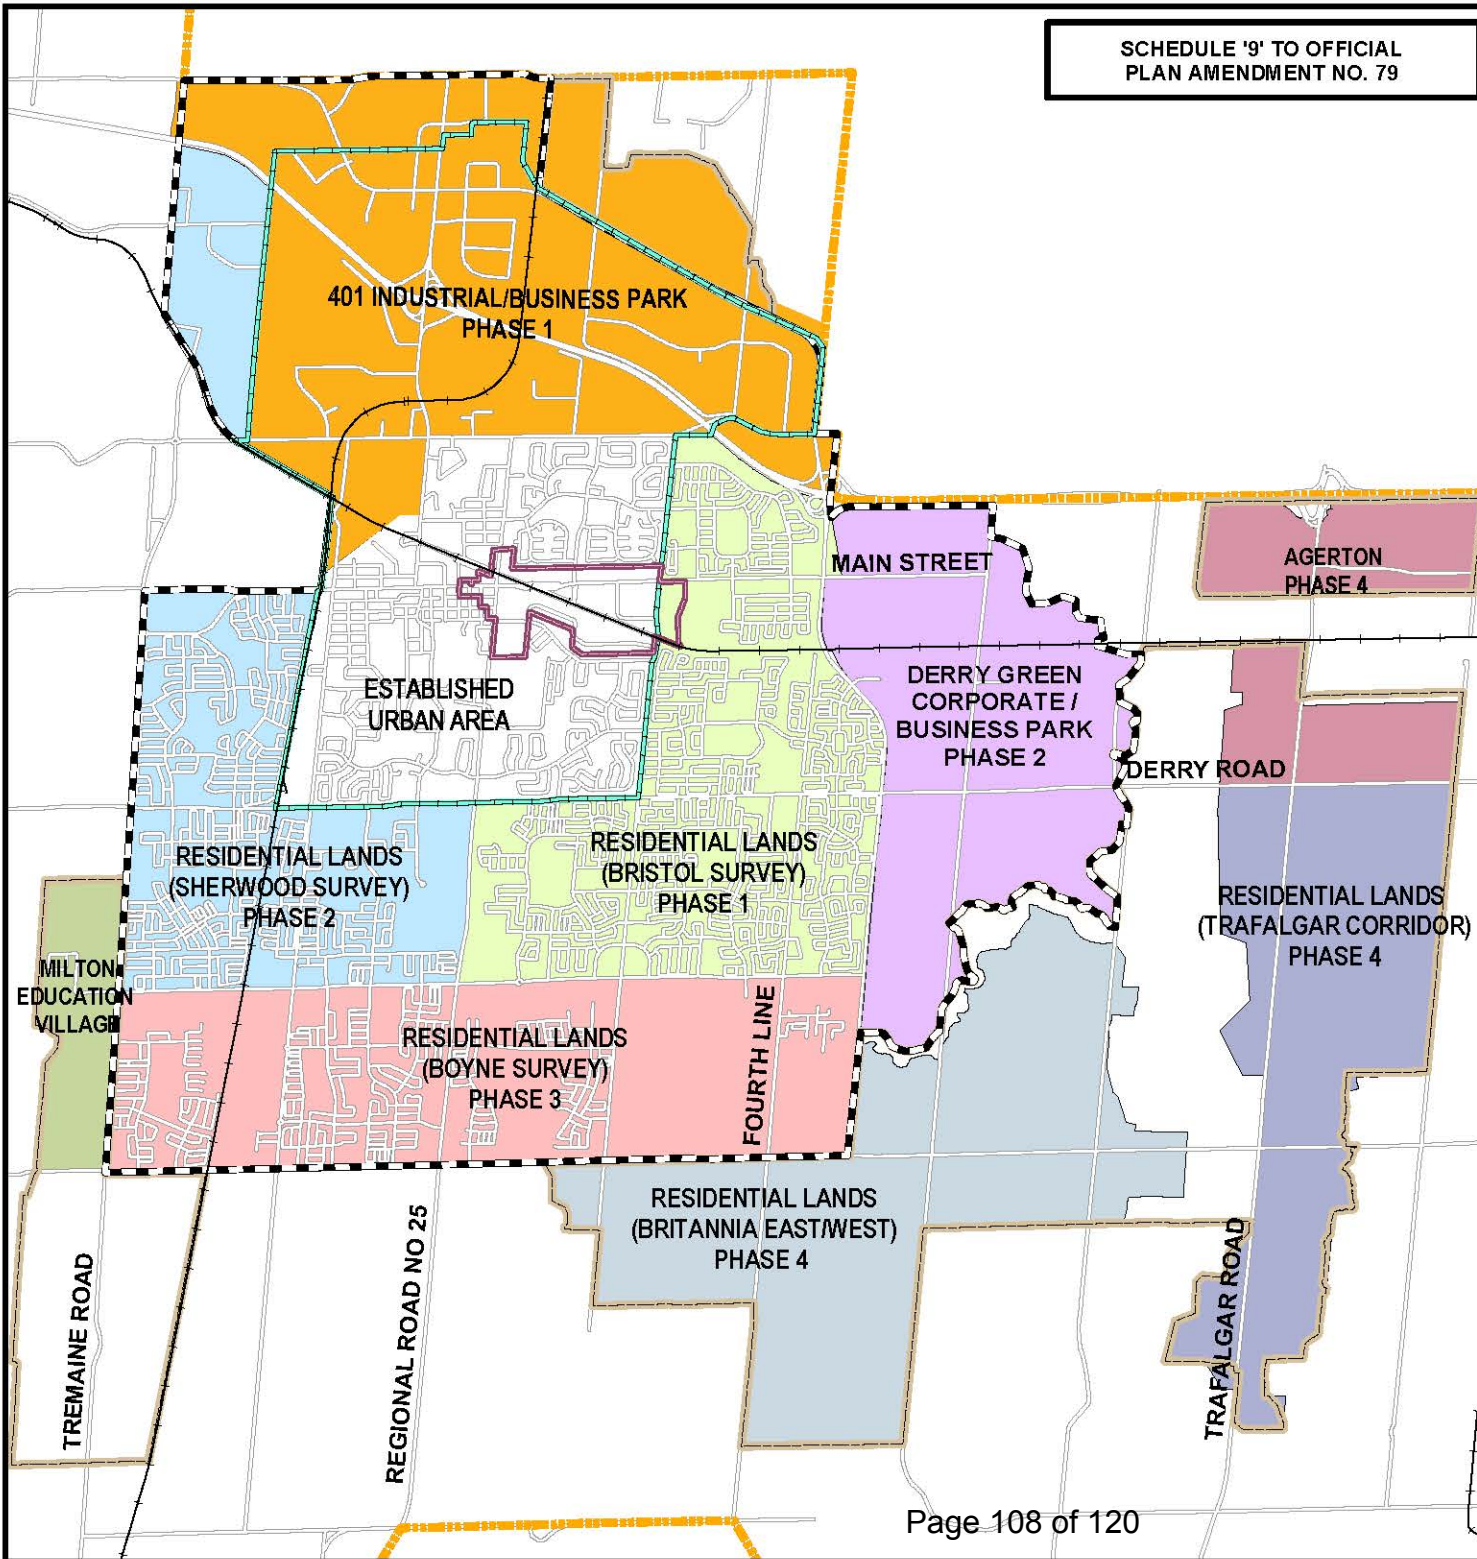 SCHEDULE '9' TO OFFICIAL
PLAN AMENDMENT NO. 79
401 INDUSTRIAL/BUSINESS PARK
PHASE 1
MAIN STREET
AGERTON
PHASE 4
ESTABLISHED
URBAN AREA
DERRY GREEN
CORPORATE /
BUSINESS PARK
PHASE 2
DERRY ROAD
RESIDENTIAL LANDS
(SHERWOOD SURVEY)
PHASE 2
RESIDENTIAL LANDS
(BRISTOL SURVEY)
PHASE 1
RESIDENTIAL LANDS
(TRAFALGAR CORRIDOR)
PHASE 4
MILTON
EDUCATION
VILLAGE
RESIDENTIAL LANDS
(BOYNE SURVEY)
PHASE 3
FOURTH LINE
RESIDENTIAL LANDS
(BRITANNIA EAST/WEST)
PHASE 4
TREMAINE ROAD
REGIONAL ROAD NO 25
TRAFALGAR ROAD
Page 108 of 120